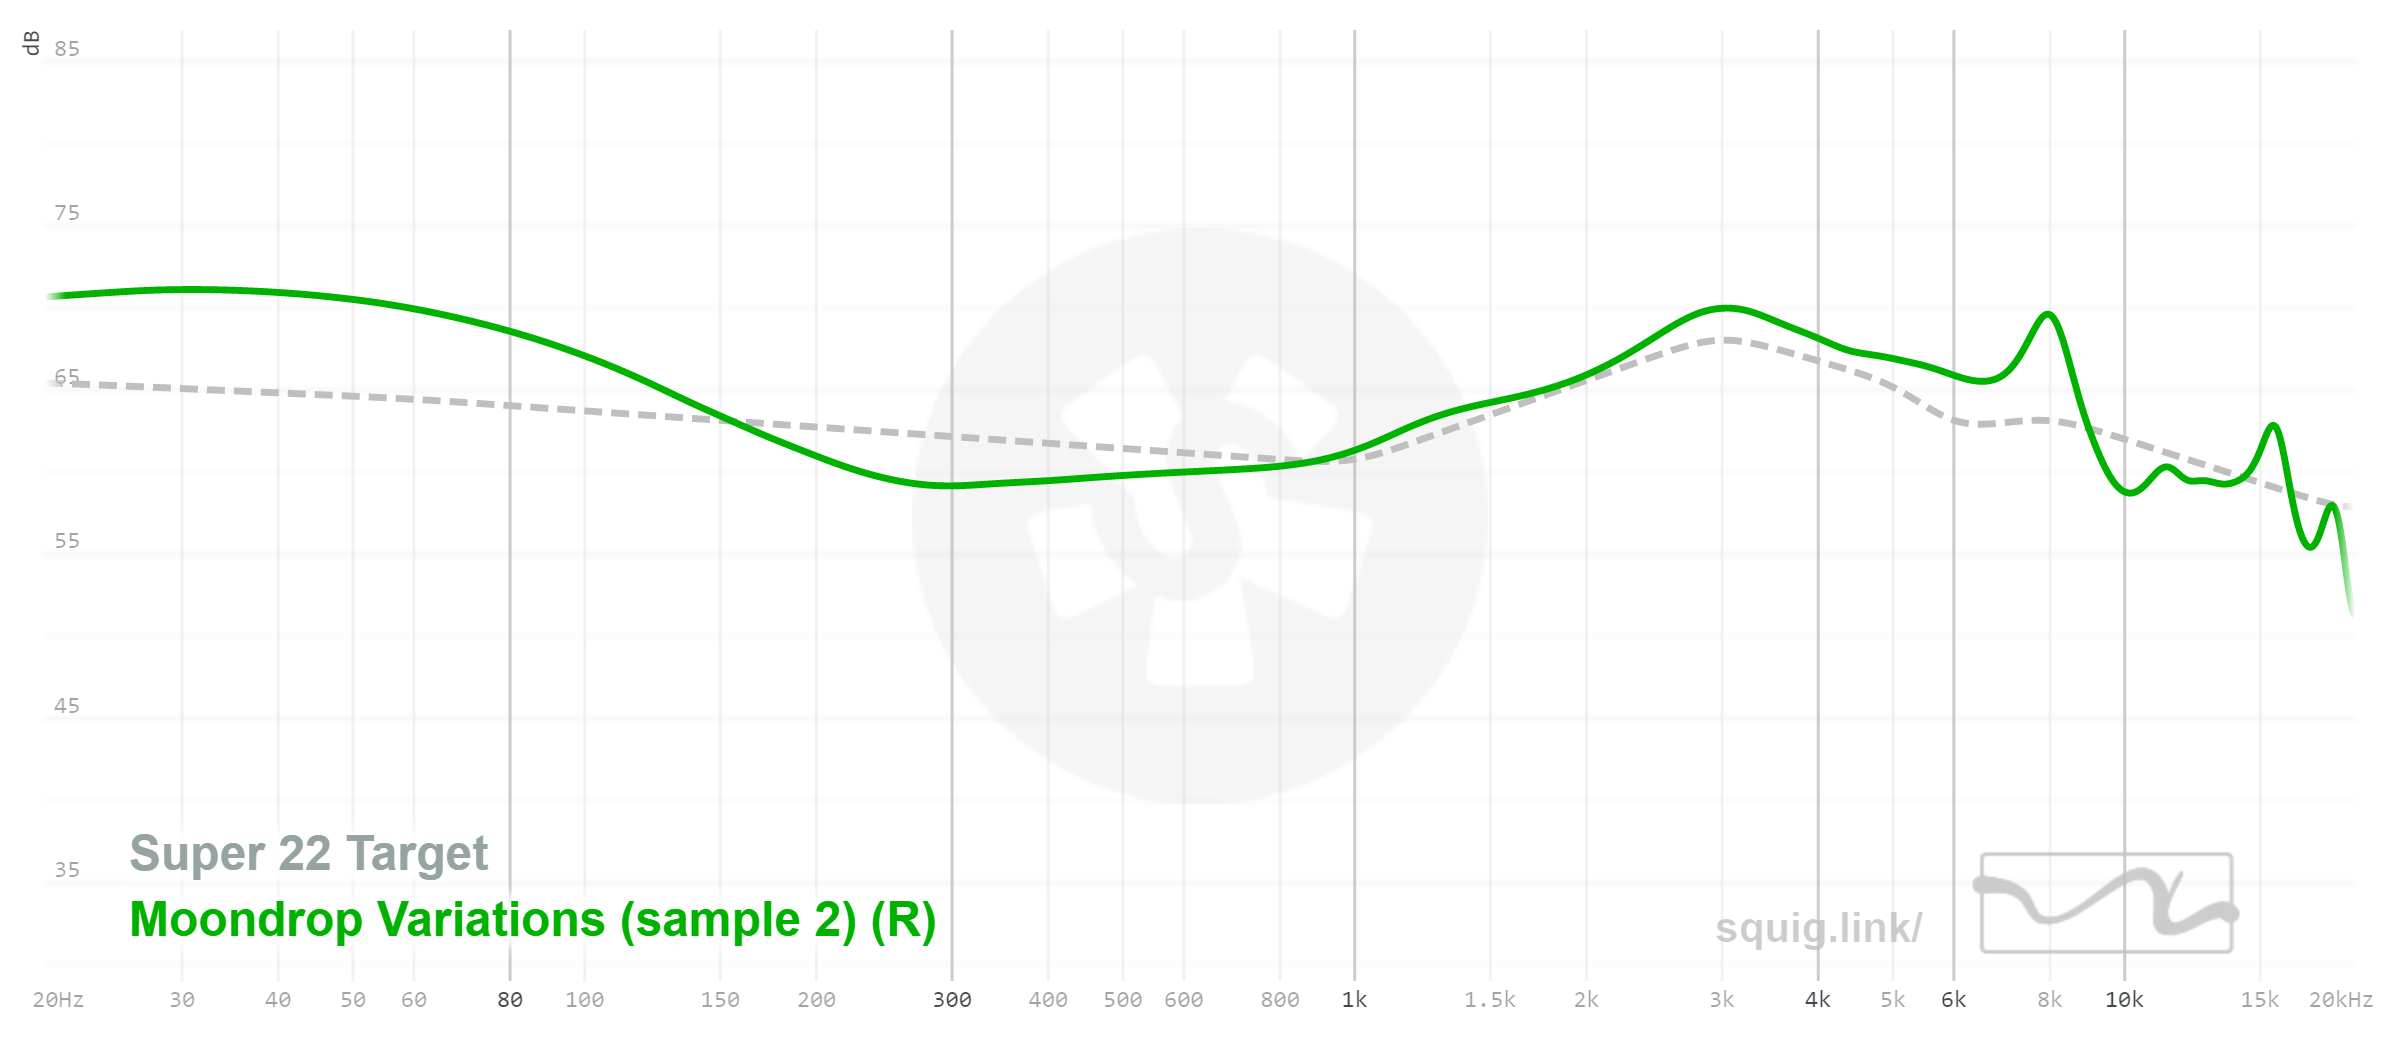 dB
85
75
65
55
45
35
Super 22 Target
Moondrop Variations (sample 2) (R)
squig.link/
20Hz 30 40 50 60 80 100 150 200 300 400 500 600 800 1k 1.5k 2k 3k 4k 5k 6k 8k 10k 15k 20kHz